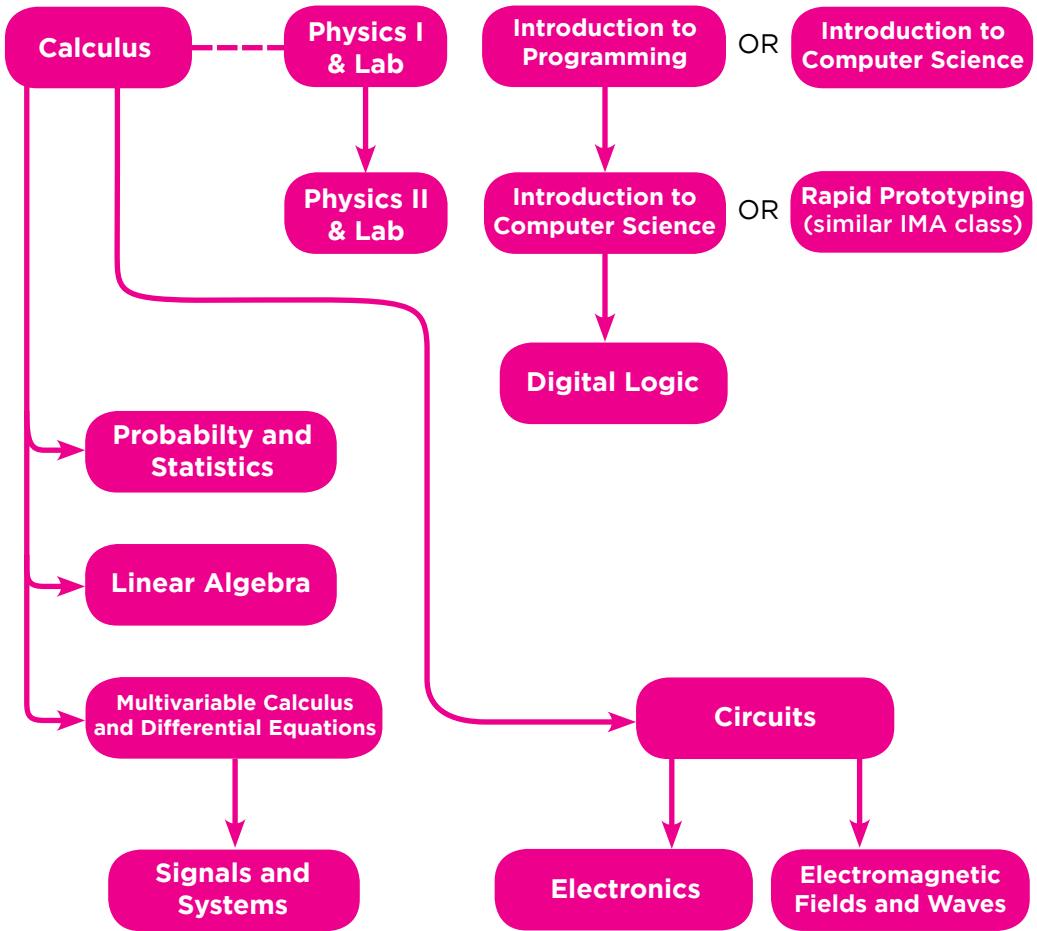 Calculus
Physics I
& Lab
Introduction to
Programming
OR
Introduction to
Computer Science
Physics II
& Lab
Introduction to
Computer Science
OR
Rapid Prototyping
(similar IMA class)
Digital Logic
Probabilty and
Statistics
Linear Algebra
Multivariable Calculus
and Differential Equations
Circuits
Signals and
Systems
Electronics
Electromagnetic
Fields and Waves